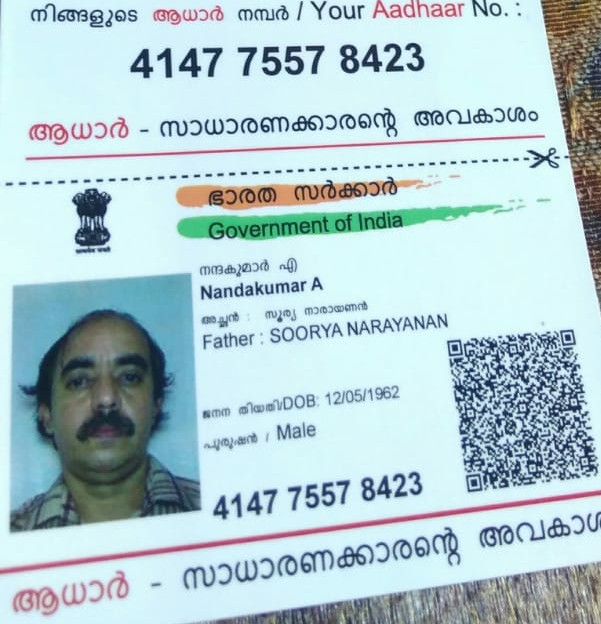 നിങ്ങളുടെ ആധാർ നമ്പർ / Your Aadhaar No. :
4147 7557 8423
ആധാർ - സാധാരണക്കാരന്റെ അവകാശം
ഭാരത സർക്കാർ
Government of India
നന്ദകുമാർ എ
Nandakumar A
അച്ഛൻ : സൂര്യ നാരായണൻ
Father : SOORYA NARAYANAN
ജനന തിയതി/DOB: 12/05/1962
പുരുഷൻ / Male
4147 7557 8423
ആധാർ - സാധാരണക്കാരന്റെ അവകാശ